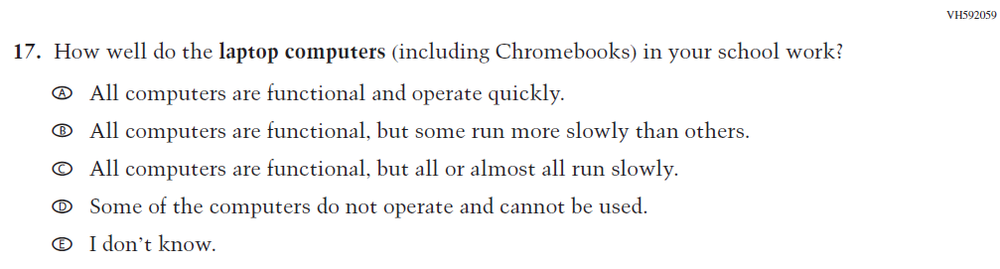 VH592059
17. How well do the laptop computers (including Chromebooks) in your school work?
A All computers are functional and operate quickly.
B All computers are functional, but some run more slowly than others.
C All computers are functional, but all or almost all run slowly.
D Some of the computers do not operate and cannot be used.
E I don't know.